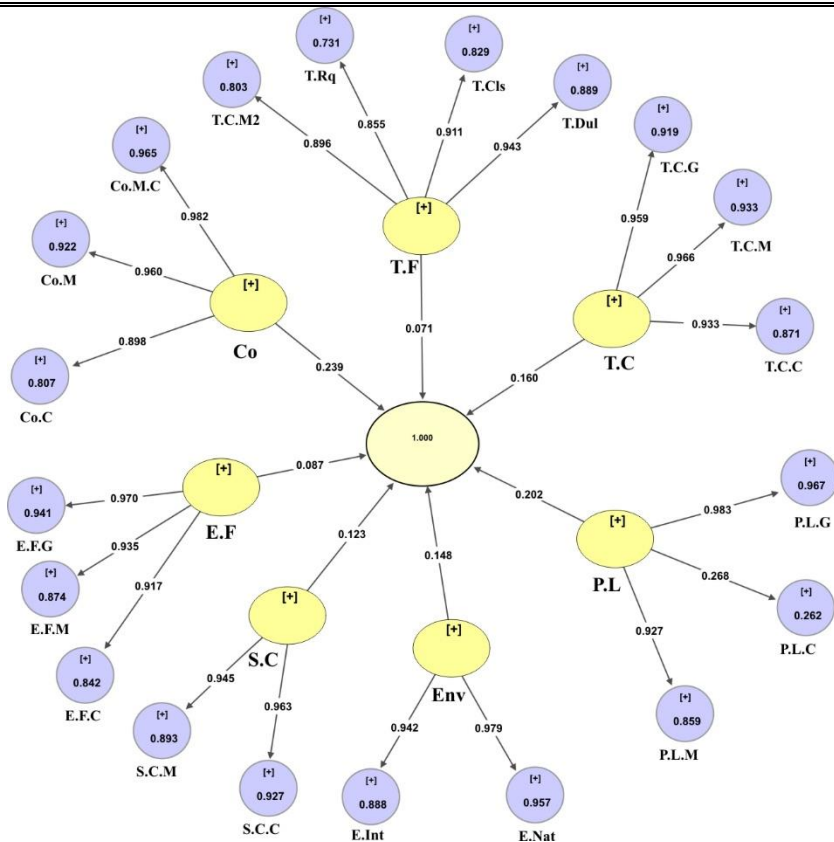 [+]
0.731
T.Rq
[+]
0.829
T.Cls
[+]
0.803
T.C.M2
[+]
0.889
T.Dul
[+]
0.919
T.C.G
[+]
0.965
Co.M.C
[+]
0.933
T.C.M
[+]
0.922
Co.M
[+]
0.871
T.C.C
[+]
0.807
Co.C
0.896
0.855
0.911
0.943
[+]
T.F
0.071
0.959
0.966
0.933
[+]
T.C
0.160
0.982
0.960
0.898
[+]
Co
0.239
1.000
[+]
E.F
0.087
0.970
0.935
0.917
[+]
0.941
E.F.G
[+]
0.874
E.F.M
[+]
0.842
E.F.C
[+]
S.C
0.123
0.945
0.963
[+]
0.893
S.C.M
[+]
0.927
S.C.C
[+]
Env
0.148
0.942
0.979
[+]
0.888
E.Int
[+]
0.957
E.Nat
[+]
P.L
0.202
0.983
0.268
0.927
[+]
0.967
P.L.G
[+]
0.262
P.L.C
[+]
0.859
P.L.M